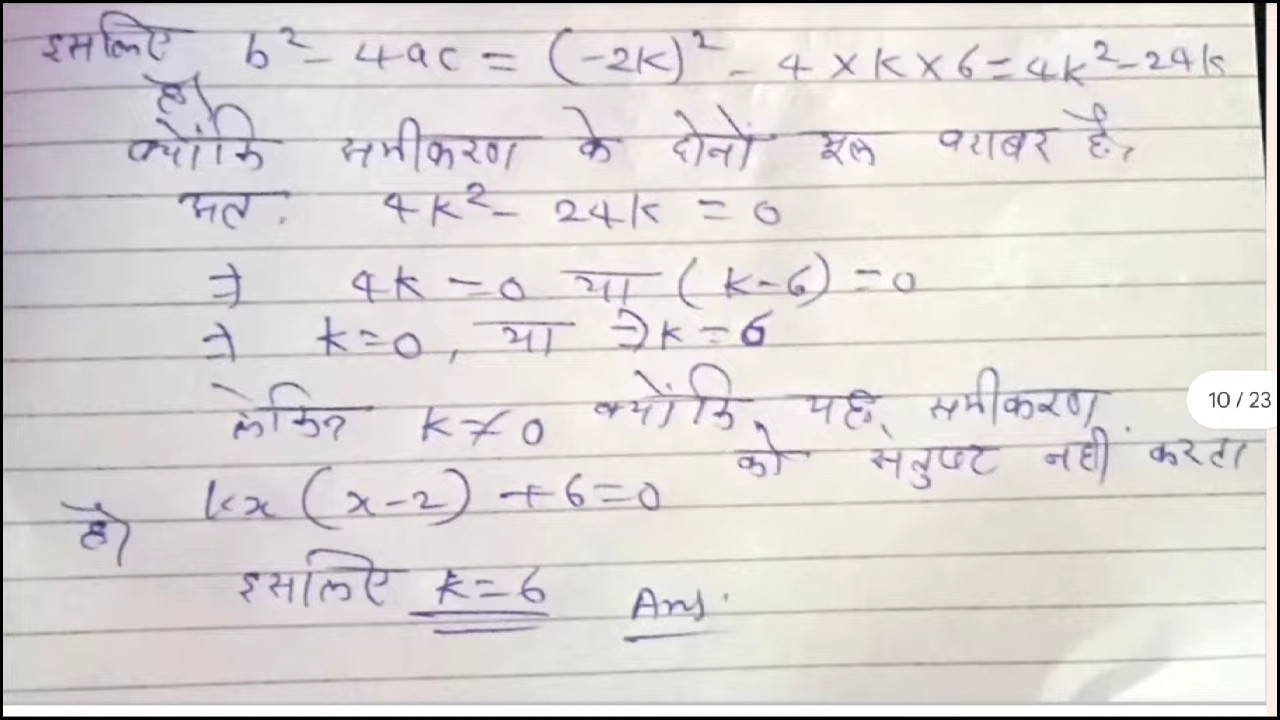 इसलिए b² - 4ac = (-2k)² - 4 × k × 6 = 4k² - 24k
है।
क्योंकि समीकरण के दोनों मूल बराबर है,
अत. 4k² - 24k = 0
⇒ 4k = 0 या (k-6) = 0
⇒ k = 0, या ⇒ k = 6
लेकिन k ≠ 0 क्योंकि यह समीकरण
10 / 23
को संतुष्ट नहीं करता
kx (x-2) + 6 = 0
है।
इसलिए k = 6 Ans.